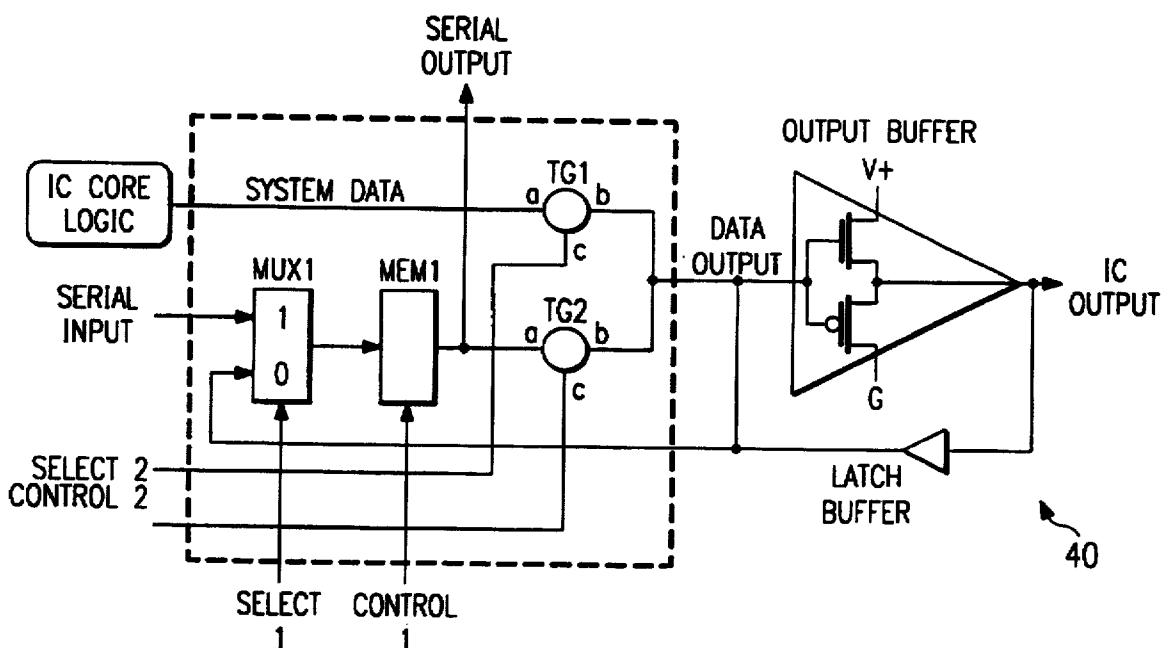 SERIAL
OUTPUT
OUTPUT BUFFER
V+
IC CORE
LOGIC
SYSTEM DATA
TG1
a
b
c
DATA
OUTPUT
IC
OUTPUT
MUX1
MEM1
SERIAL
INPUT
1
0
TG2
a
b
c
G
SELECT 2
CONTROL 2
LATCH
BUFFER
40
SELECT
1
CONTROL
1